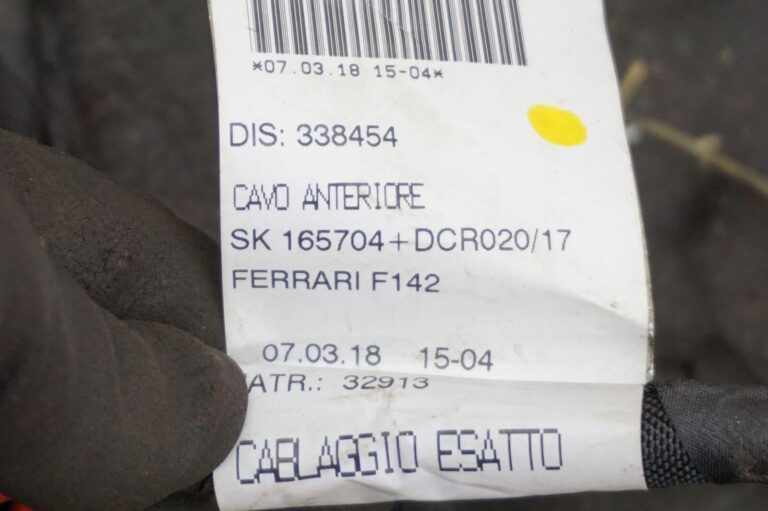 *07.03.18 15-04*
DIS: 338454
CAVO ANTERIORE
SK 165704+DCR020/17
FERRARI F142
07.03.18 15-04
ATR.: 32913
CABLAGGIO ESATTO